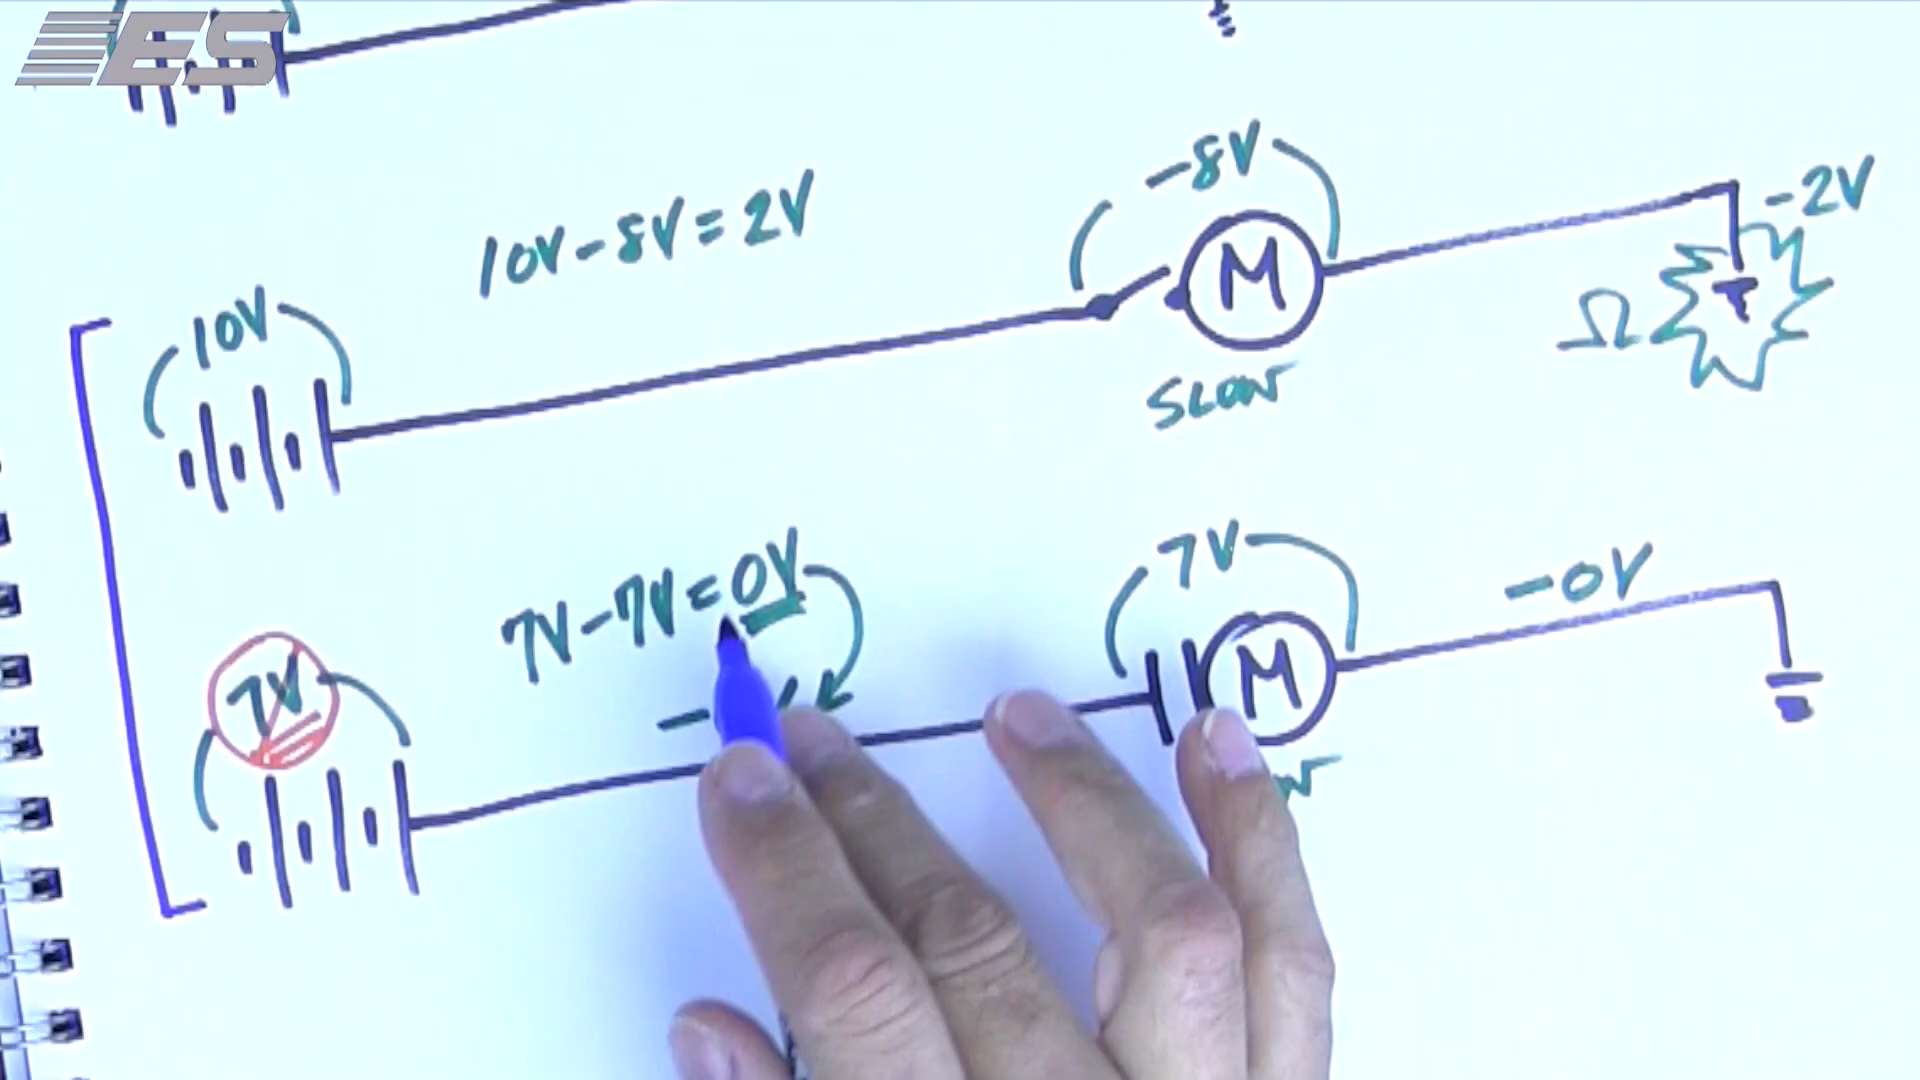 ES
-8V
10V-8V=2V
-2V
10V
M
Ω
SLOW
7V
7V-7V=0V
-0V
7V
M